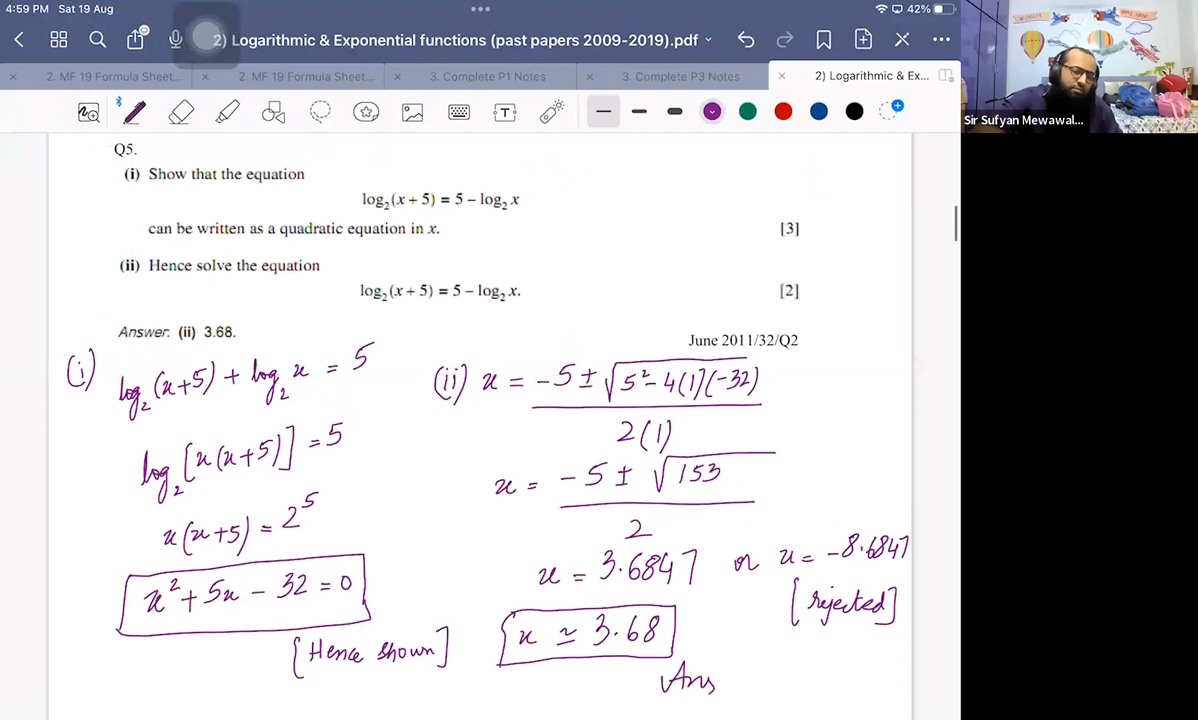 4:59 PM Sat 19 Aug
42%
2) Logarithmic & Exponential functions (past papers 2009-2019).pdf
2. MF 19 Formula Sheet...
2. MF 19 Formula Sheet...
3. Complete P1 Notes
3. Complete P3 Notes
2) Logarithmic & Ex...
Sir Sufyan Mewawal...
Q5.
(i) Show that the equation
log₂(x + 5) = 5 – log₂ x
can be written as a quadratic equation in x. [3]
(ii) Hence solve the equation
log₂(x + 5) = 5 – log₂ x. [2]
Answer: (ii) 3.68.
June 2011/32/Q2
(i) log₂(x+5) + log₂ x = 5
log₂[x(x+5)] = 5
x(x+5) = 2⁵
x² + 5x – 32 = 0
[Hence shown]
(ii) x = –5 ± √5² – 4(1)(–32)
2(1)
x = –5 ± √153
2
x = 3.6847 or x = –8.6847
[rejected]
x ≃ 3.68
Ans